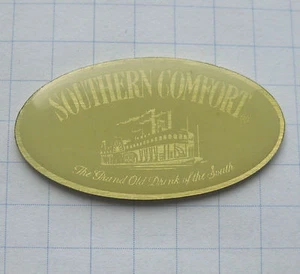 SOUTHERN COMFORT
The Grand Old Drink of the South